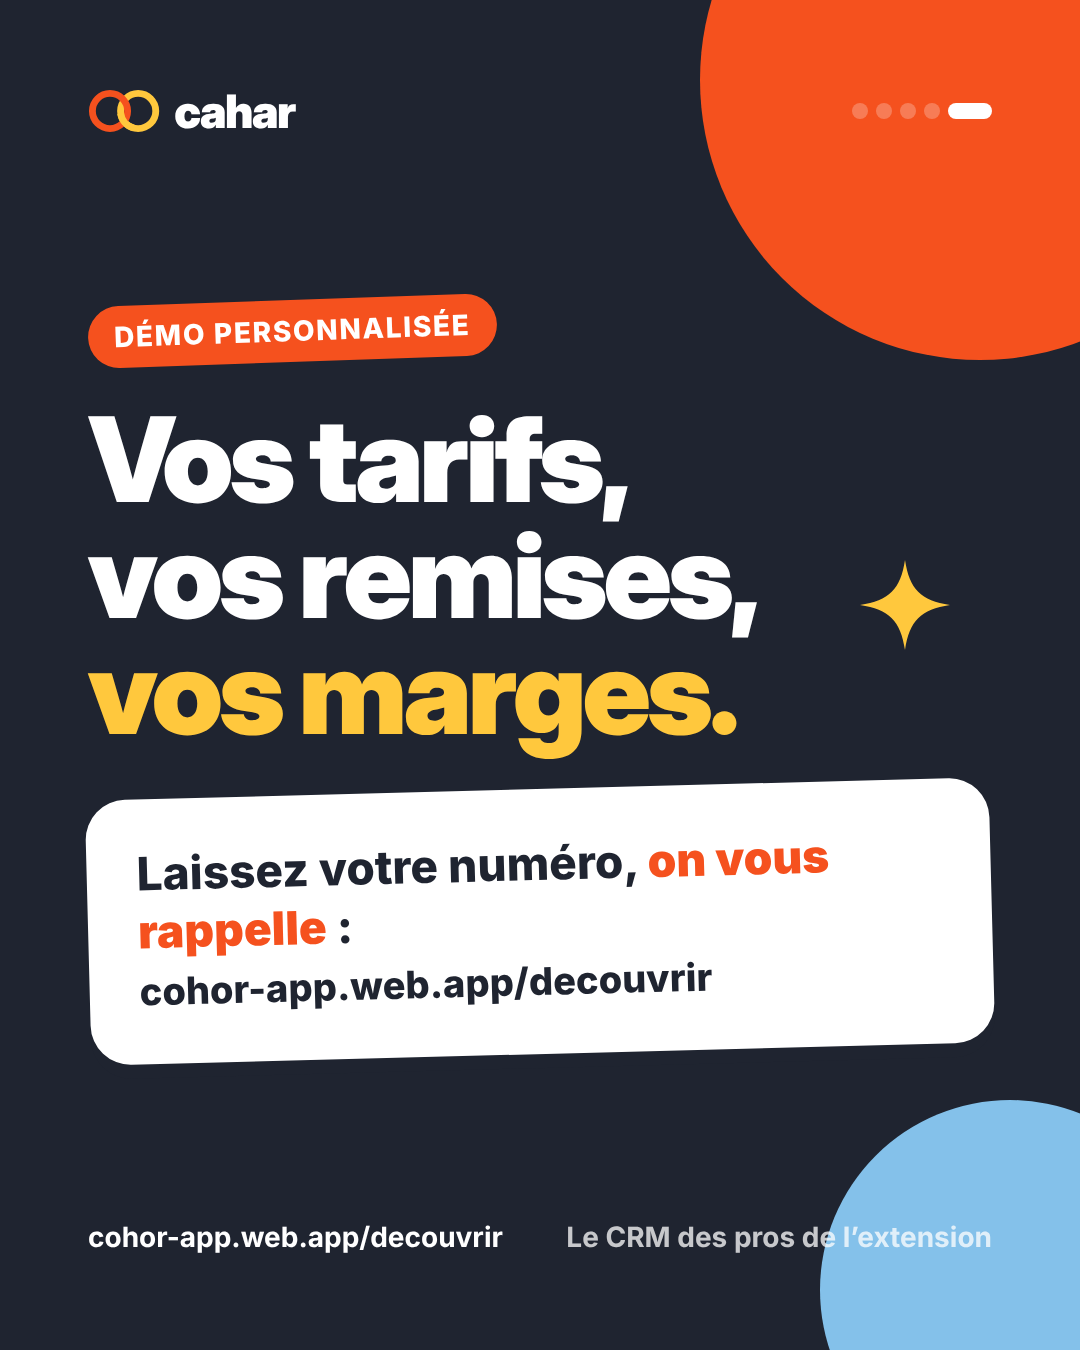 cahar
DÉMO PERSONNALISÉE
Vos tarifs,
vos remises,
vos marges.
Laissez votre numéro, on vous
rappelle :
cohor-app.web.app/decouvrir
cohor-app.web.app/decouvrir
Le CRM des pros de l’extension